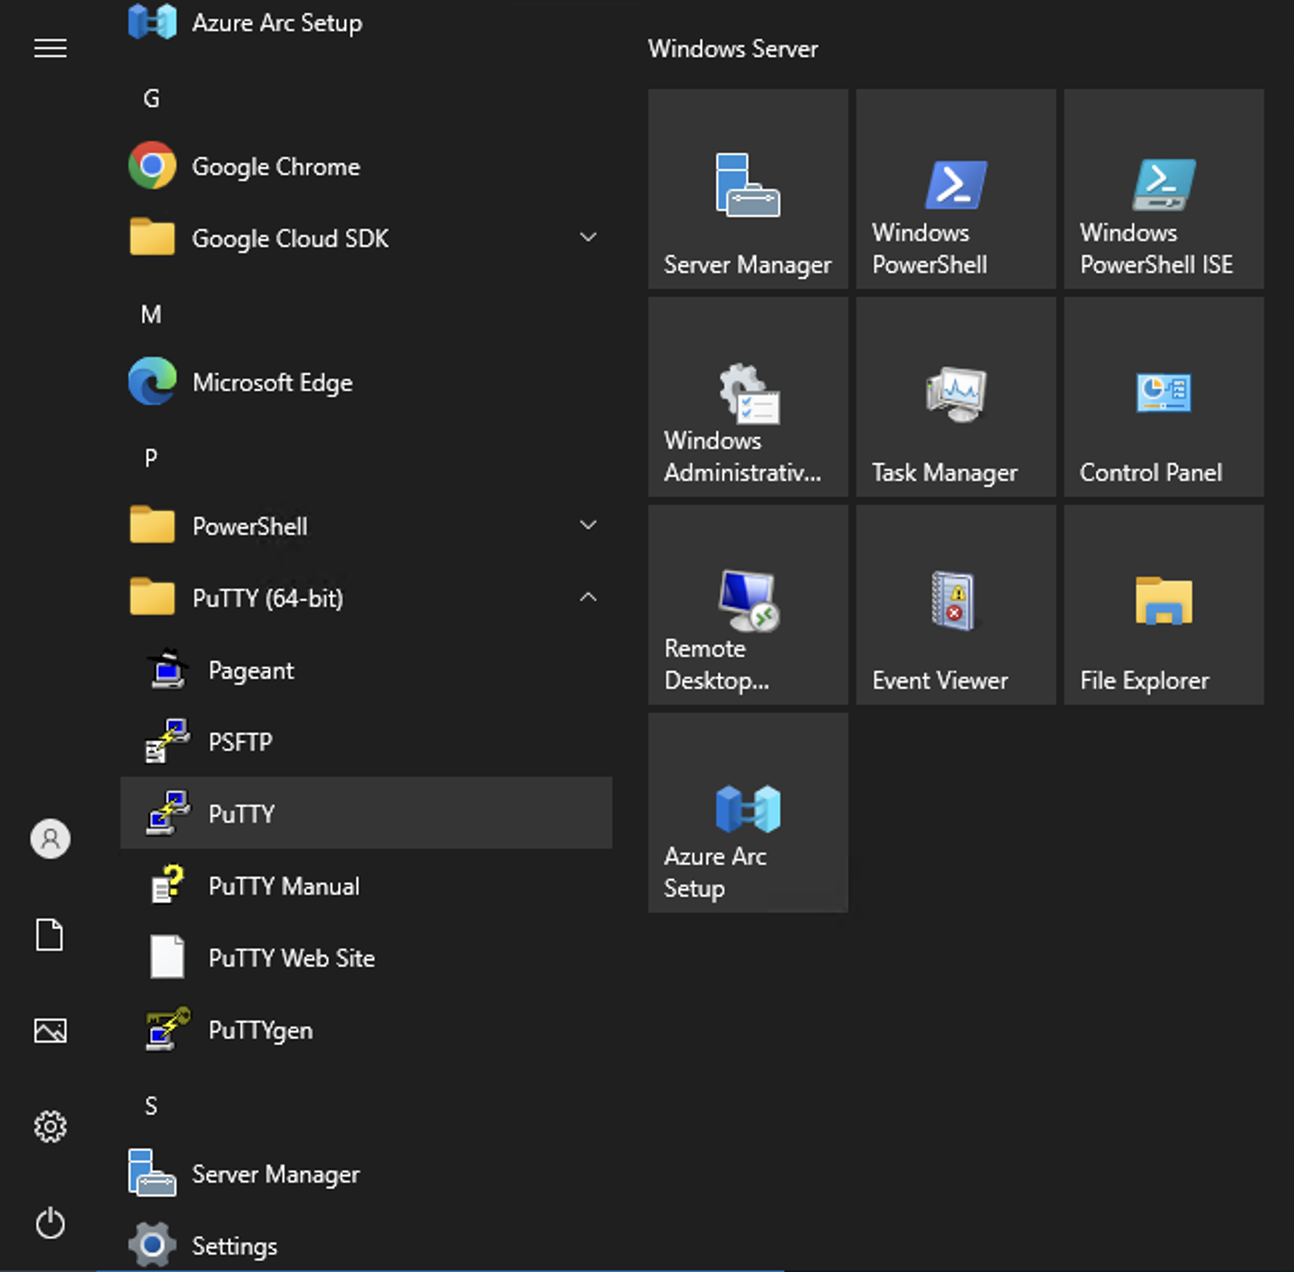 Azure Arc Setup
G
Google Chrome
Google Cloud SDK
M
Microsoft Edge
P
PowerShell
PuTTY (64-bit)
Pageant
PSFTP
PuTTY
PuTTY Manual
PuTTY Web Site
PuTTYgen
S
Server Manager
Settings
Windows Server
Server Manager
Windows
PowerShell
Windows
PowerShell ISE
Windows
Administrativ...
Task Manager
Control Panel
Remote
Desktop...
Event Viewer
File Explorer
Azure Arc
Setup